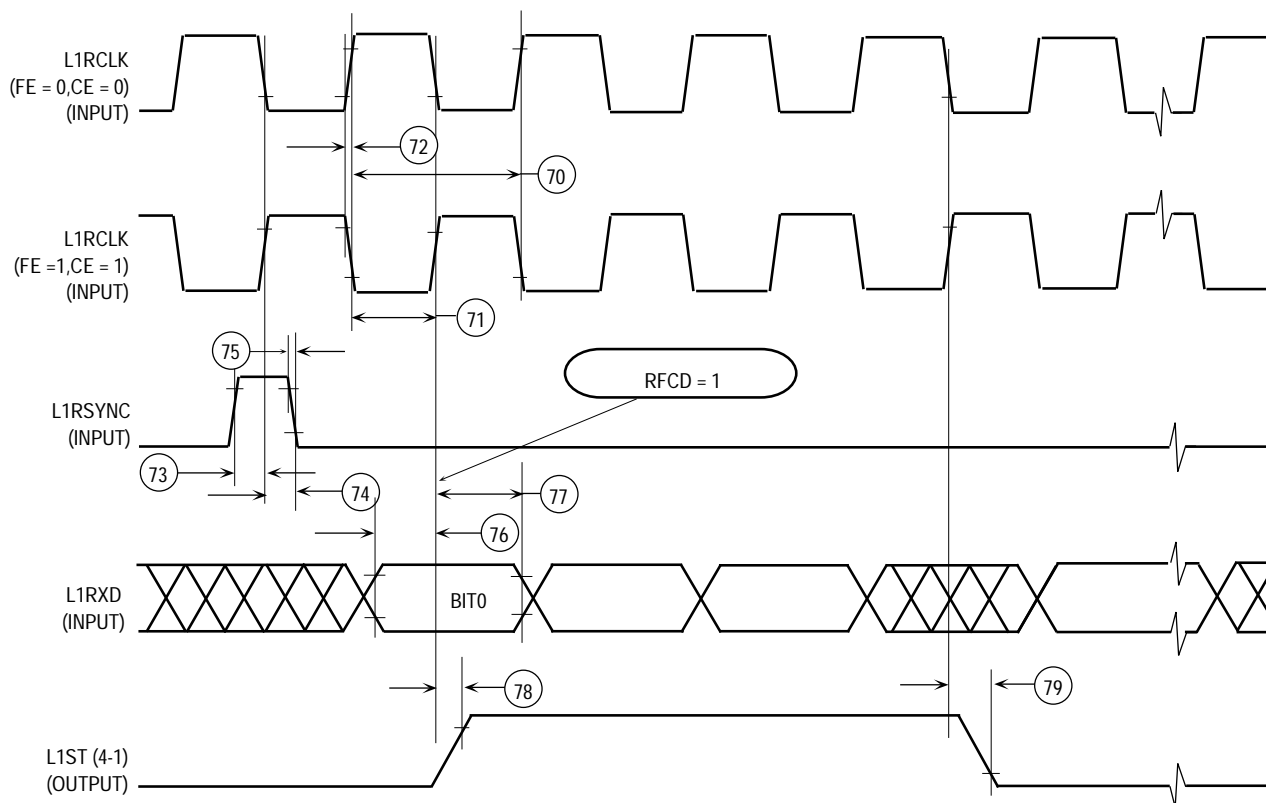 L1RCLK
(FE = 0,CE = 0)
(INPUT)
72
70
L1RCLK
(FE =1,CE = 1)
(INPUT)
71
75
RFCD = 1
L1RSYNC
(INPUT)
73
74
77
76
L1RXD
(INPUT)
BIT0
78
79
L1ST (4-1)
(OUTPUT)